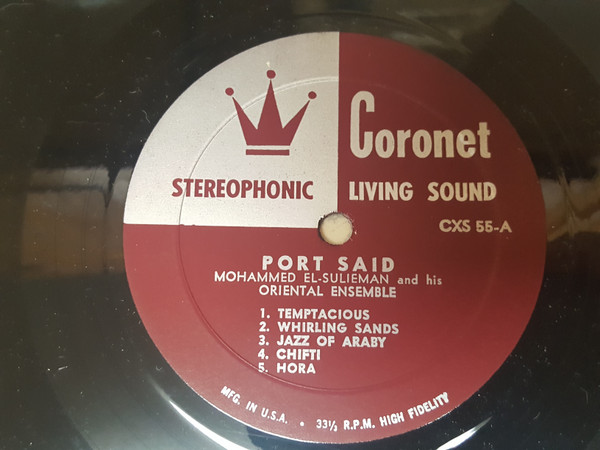 Coronet
STEREOPHONIC LIVING SOUND
CXS 55-A
PORT SAID
MOHAMMED EL-SULIEMAN and his
ORIENTAL ENSEMBLE
1. TEMPTACIOUS
2. WHIRLING SANDS
3. JAZZ OF ARABY
4. CHIFTI
5. HORA
MFG. IN U.S.A. • 33⅓ R.P.M. HIGH FIDELITY